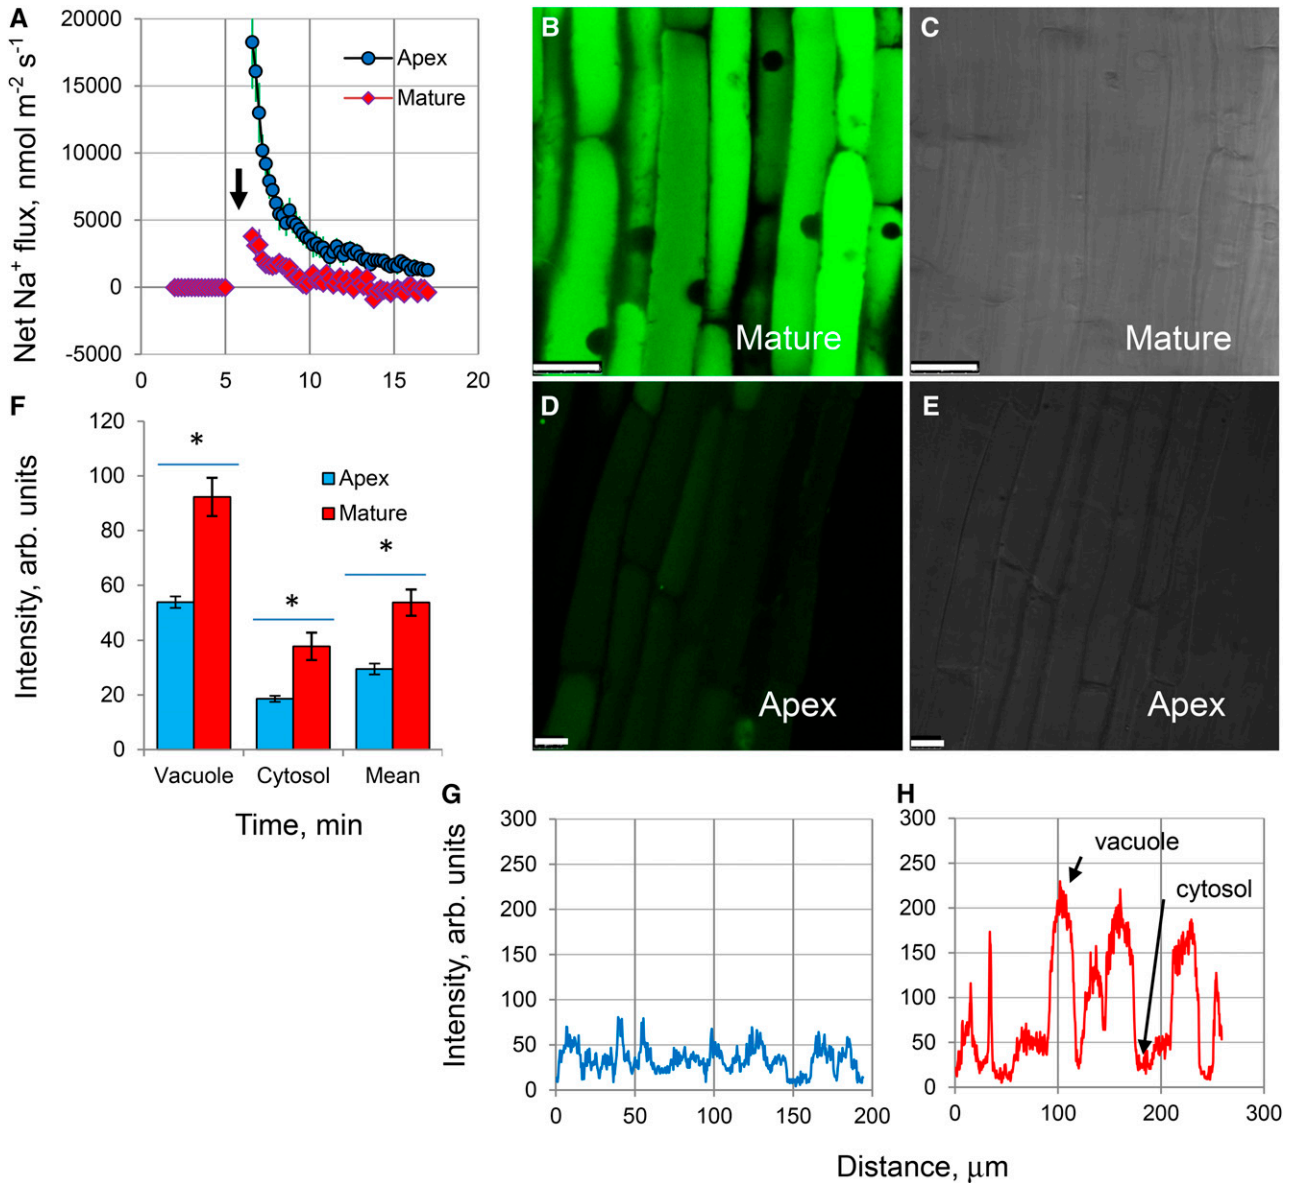 A
Net Na⁺ flux, nmol m⁻² s⁻¹
20000
15000
10000
5000
0
-5000
0 5 10 15 20
Apex
Mature
B
Mature
C
Mature
D
Apex
E
Apex
F
Intensity, arb. units
120
100
80
60
40
20
0
*
*
*
Apex
Mature
Vacuole Cytosol Mean
Time, min
G
Intensity, arb. units
300
250
200
150
100
50
0
0 50 100 150 200
H
300
250
200
150
100
50
0
vacuole
cytosol
0 100 200 300
Distance, μm